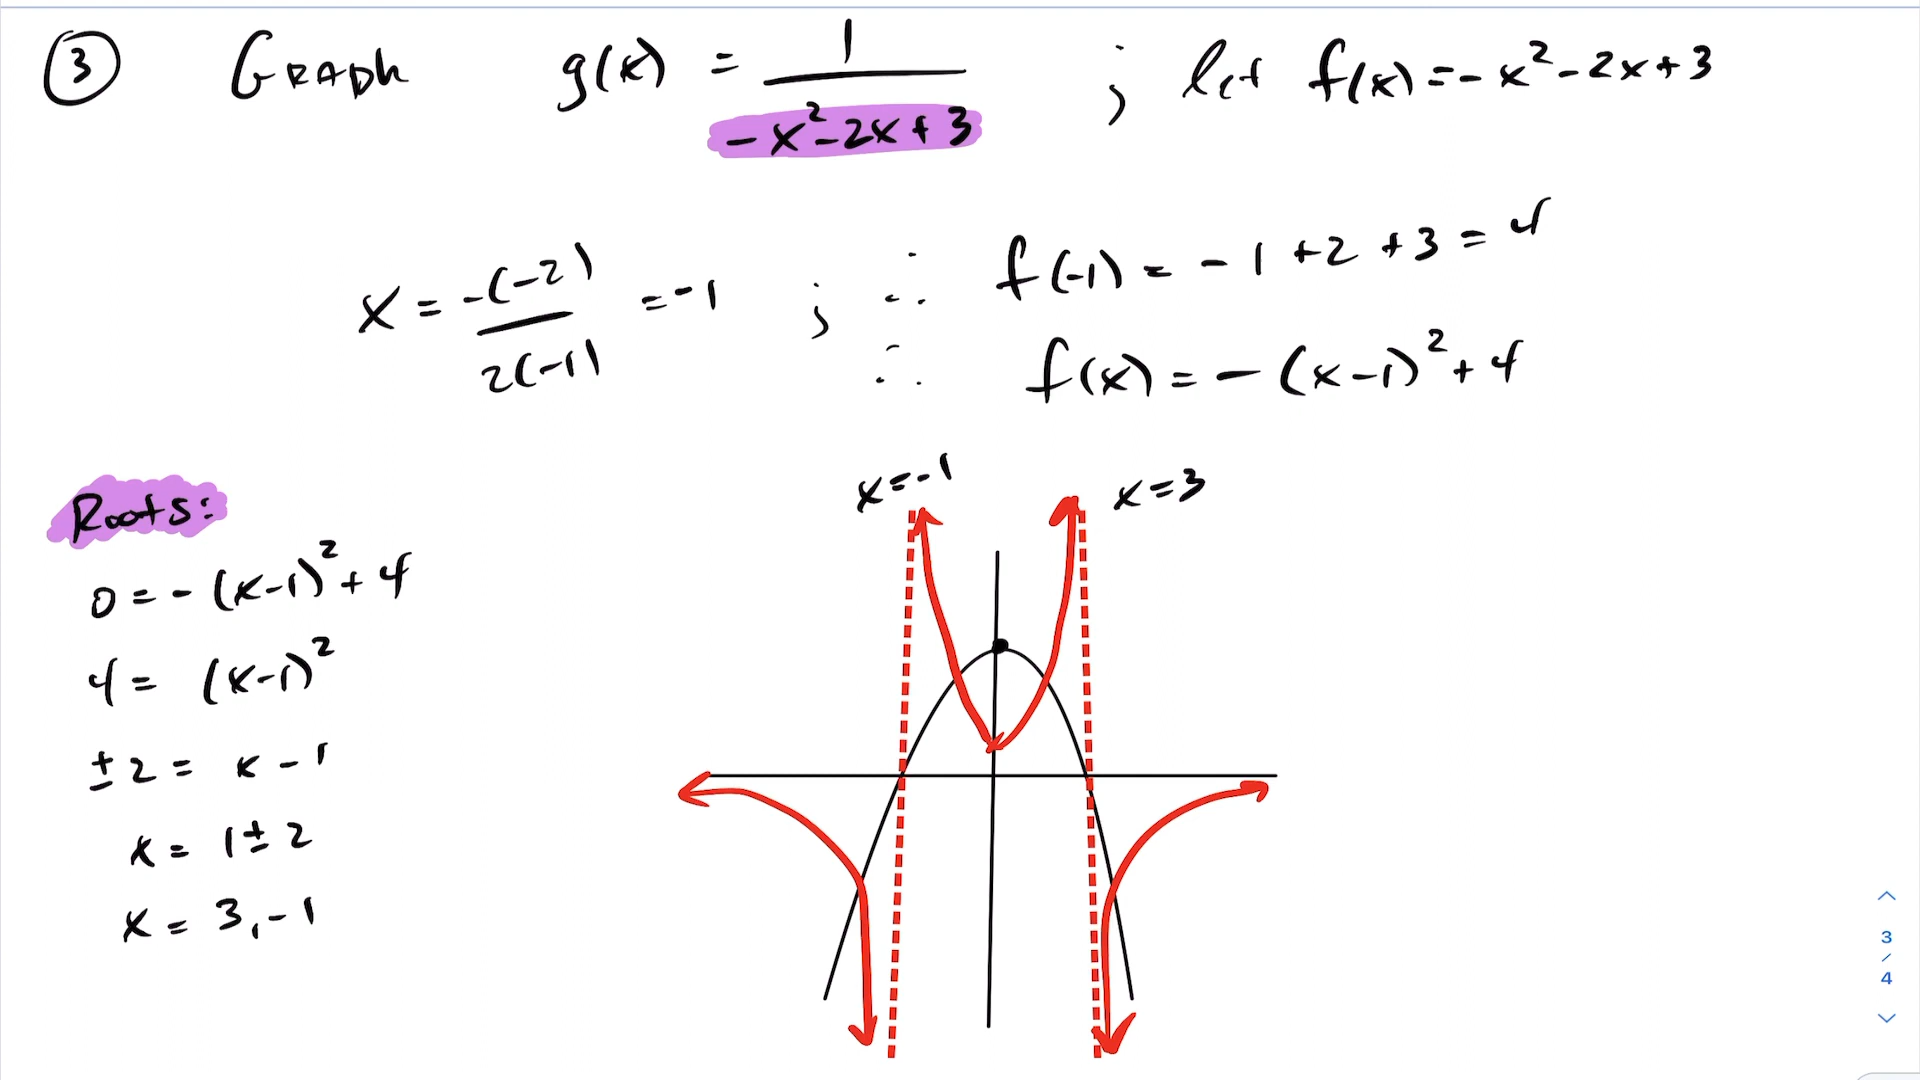 ③ Graph g(x) = 1 / (-x²-2x+3) ; let f(x) = -x²-2x+3
x = -(-2) / 2(-1) = -1 ; ∴ f(-1) = -1+2+3 = 4
∴ f(x) = -(x-1)²+4
x=-1
x=3
Roots:
0 = -(x-1)²+4
4 = (x-1)²
±2 = x-1
x = 1±2
x = 3,-1
3
/
4